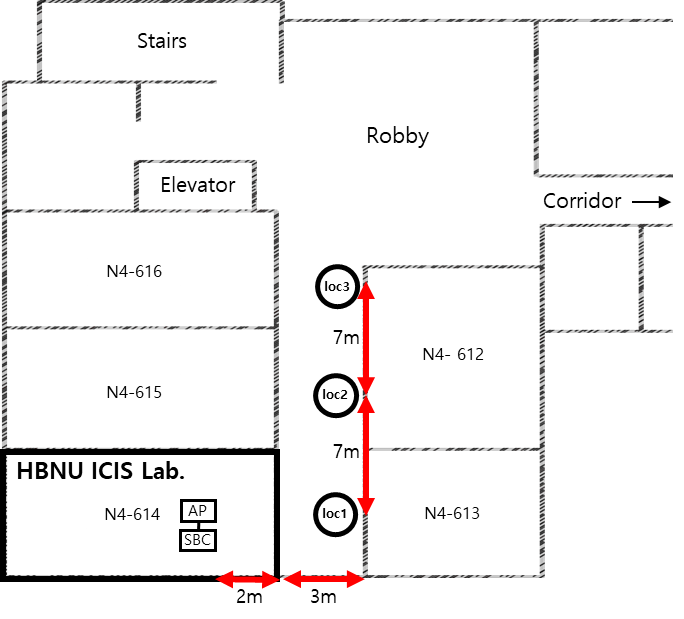 Stairs
Robby
Elevator
Corridor
N4-616
loc3
7m
N4- 612
N4-615
loc2
7m
HBNU ICIS Lab.
N4-614
AP
SBC
loc1
N4-613
2m
3m